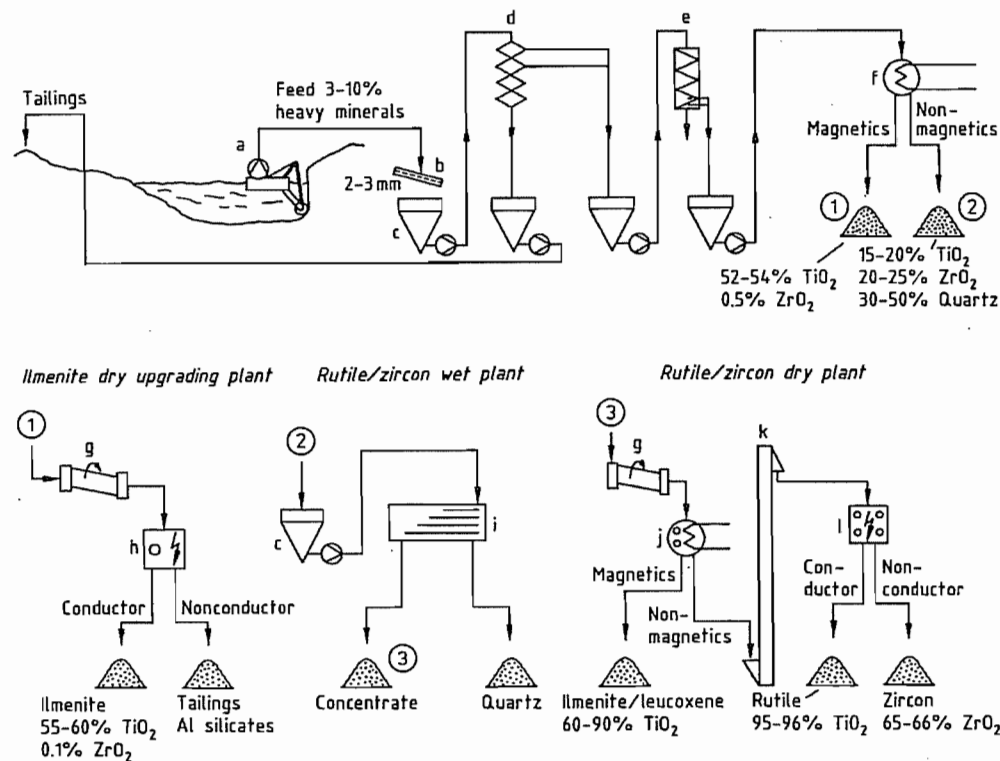 d
e
Tailings
Feed 3–10%
heavy minerals
a
b
2–3 mm
c
f
Magnetics
Non-
magnetics
1
2
52–54% TiO2
0.5% ZrO2
15–20% TiO2
20–25% ZrO2
30–50% Quartz
Ilmenite dry upgrading plant
1
g
h
Conductor
Nonconductor
Ilmenite
55–60% TiO2
0.1% ZrO2
Tailings
Al silicates
Rutile/zircon wet plant
2
c
i
3
Concentrate
Quartz
Rutile/zircon dry plant
3
g
j
Magnetics
Non-
magnetics
k
l
Con-
ductor
Non-
conductor
Ilmenite/leucoxene
60–90% TiO2
Rutile
95–96% TiO2
Zircon
65–66% ZrO2